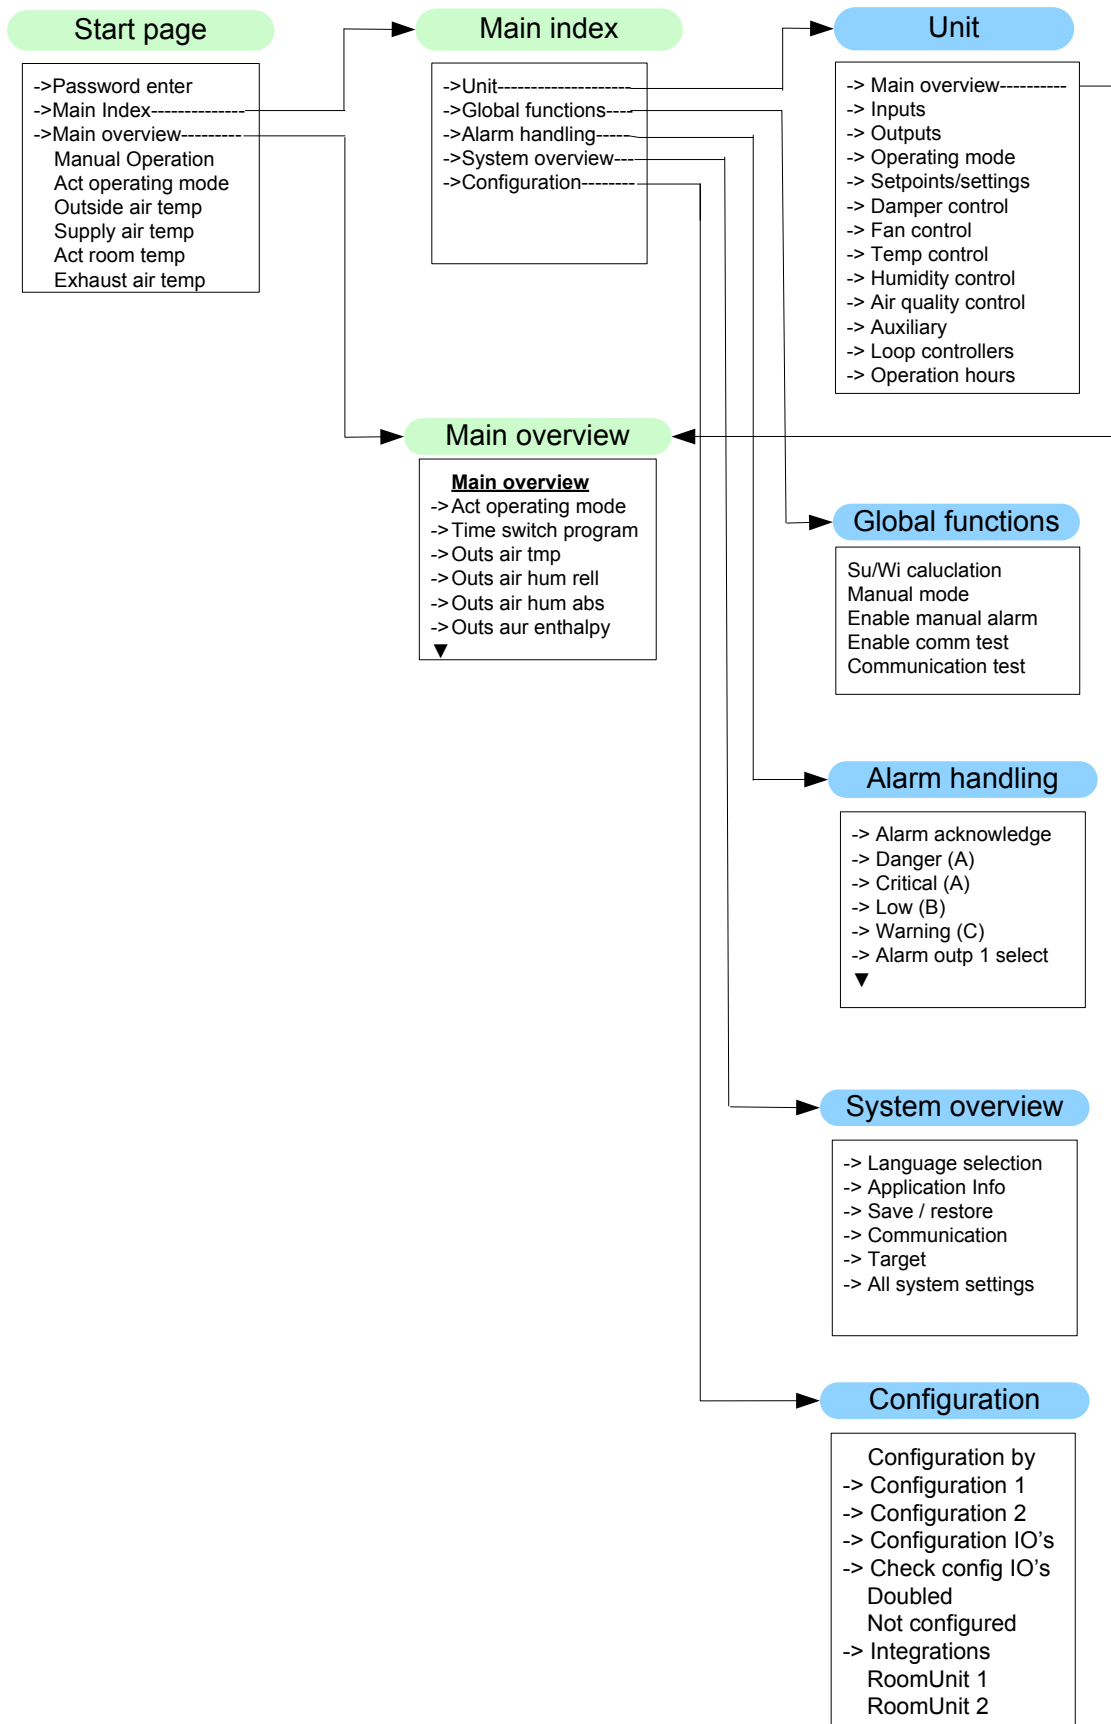 Start page
->Password enter
->Main Index--------------
->Main overview---------
Manual Operation
Act operating mode
Outside air temp
Supply air temp
Act room temp
Exhaust air temp
Main index
->Unit--------------------
->Global functions----
->Alarm handling-----
->System overview---
->Configuration--------
Unit
-> Main overview----------
-> Inputs
-> Outputs
-> Operating mode
-> Setpoints/settings
-> Damper control
-> Fan control
-> Temp control
-> Humidity control
-> Air quality control
-> Auxiliary
-> Loop controllers
-> Operation hours
Main overview
Main overview
->Act operating mode
->Time switch program
->Outs air tmp
->Outs air hum rell
->Outs air hum abs
->Outs aur enthalpy
▼
Global functions
Su/Wi caluclation
Manual mode
Enable manual alarm
Enable comm test
Communication test
Alarm handling
-> Alarm acknowledge
-> Danger (A)
-> Critical (A)
-> Low (B)
-> Warning (C)
-> Alarm outp 1 select
▼
System overview
-> Language selection
-> Application Info
-> Save / restore
-> Communication
-> Target
-> All system settings
Configuration
Configuration by
-> Configuration 1
-> Configuration 2
-> Configuration IO's
-> Check config IO's
Doubled
Not configured
-> Integrations
RoomUnit 1
RoomUnit 2